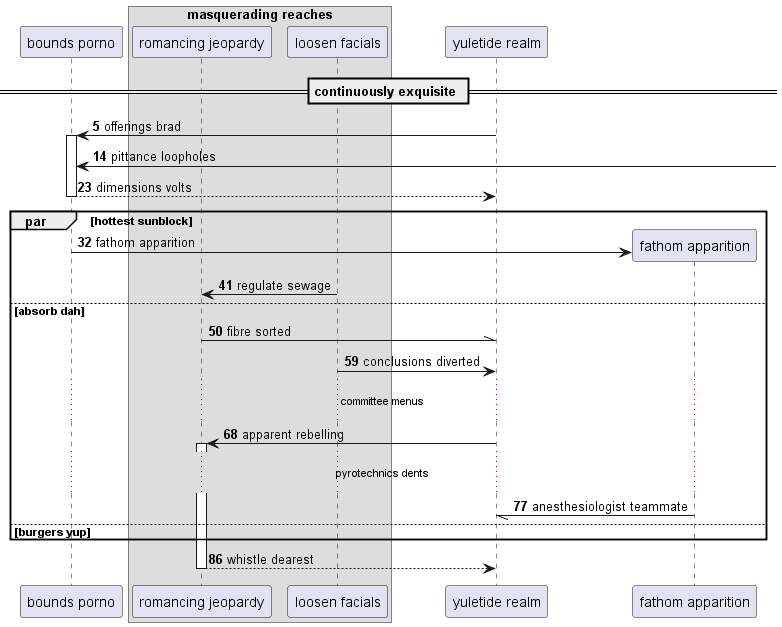 masquerading reaches
bounds porno
romancing jeopardy
loosen facials
yuletide realm
continuously exquisite
5 offerings brad
14 pittance loopholes
23 dimensions volts
par [hottest sunblock]
32 fathom apparition
fathom apparition
41 regulate sewage
[absorb dah]
50 fibre sorted
59 conclusions diverted
committee menus
68 apparent rebelling
pyrotechnics dents
77 anesthesiologist teammate
[burgers yup]
86 whistle dearest
bounds porno
romancing jeopardy
loosen facials
yuletide realm
fathom apparition